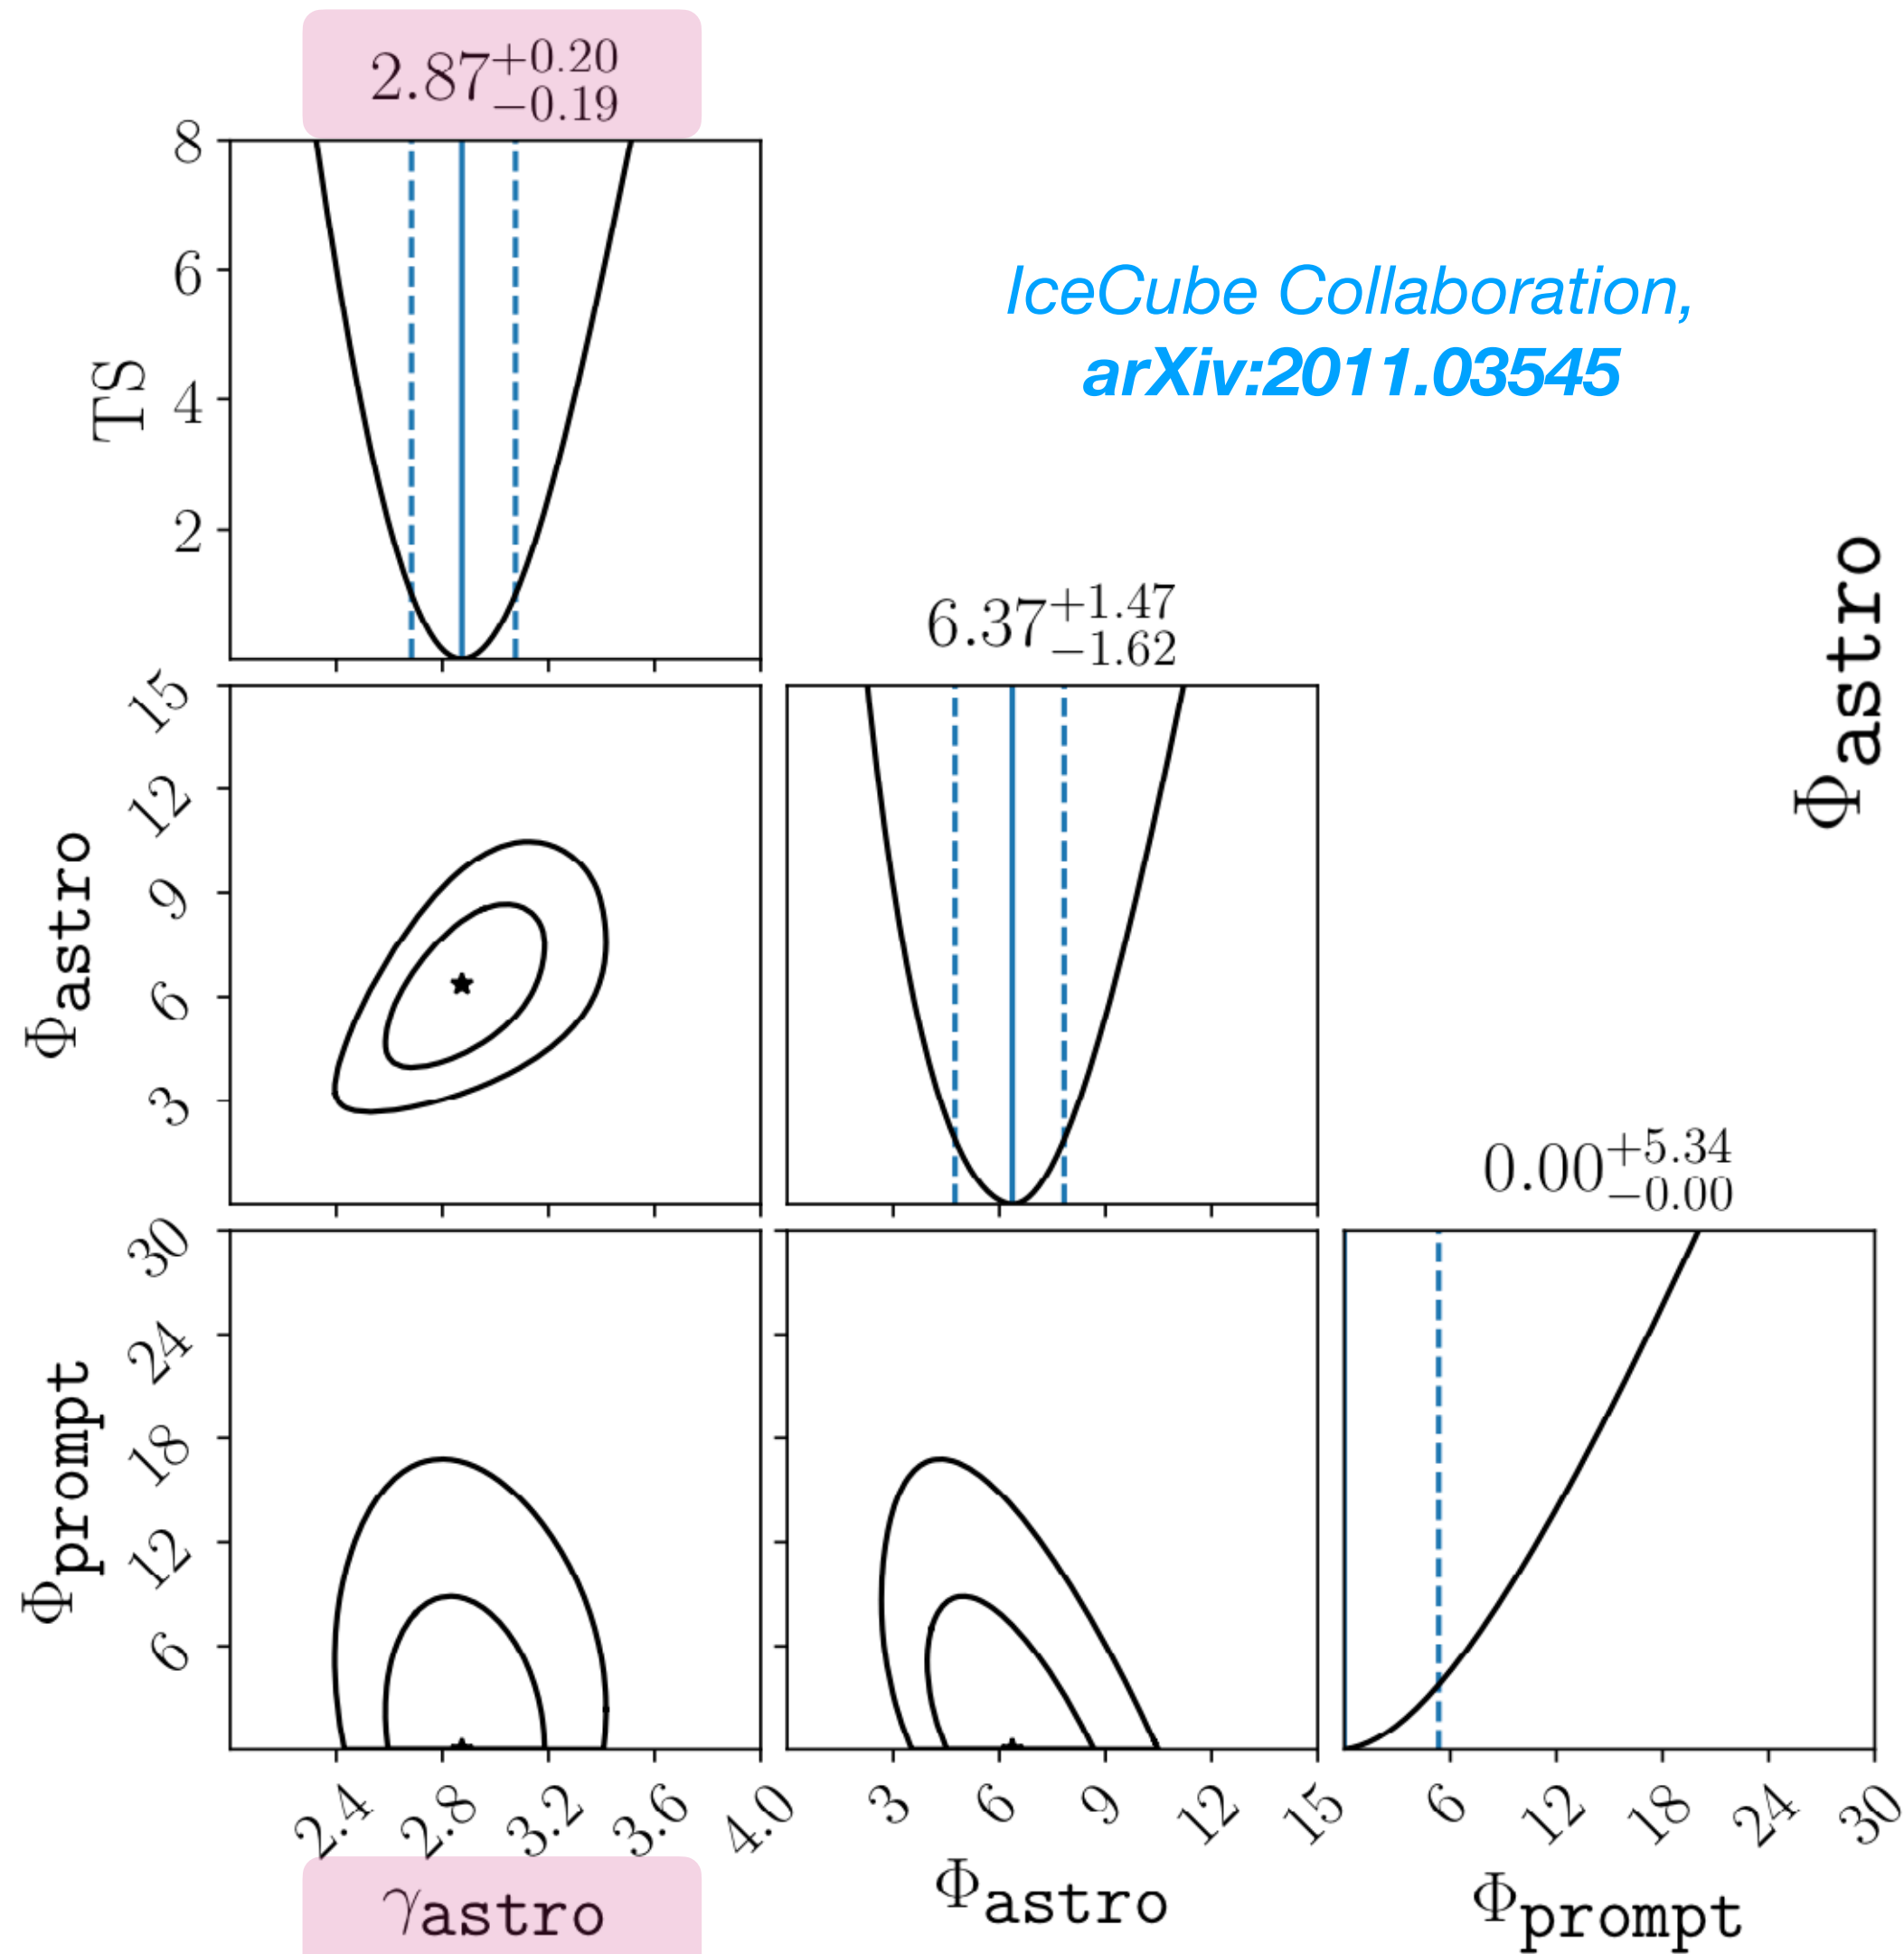 2.87+0.20−0.19
8
6
4
2
TS
IceCube Collaboration,
arXiv:2011.03545
6.37+1.47−1.62
Φastro
15
12
9
6
3
Φastro
0.00+5.34−0.00
30
24
18
12
6
Φprompt
2.4 2.8 3.2 3.6 4.0
3 6 9 12 15
6 12 18 24 30
γastro
Φastro
Φprompt